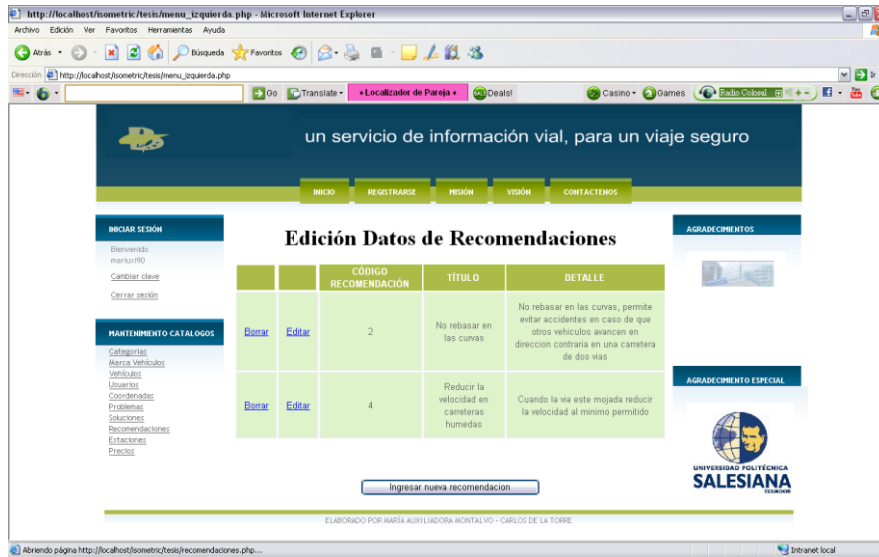 http://localhost/isometric/tesis/menu_izquierda.php - Microsoft Internet Explorer
Archivo Edición Ver Favoritos Herramientas Ayuda
Atrás Búsqueda Favoritos
Dirección http://localhost/isometric/tesis/menu_izquierda.php Ir
Go Translate Localizador de Pareja Deals! Casino Games Radio Colosal
un servicio de información vial, para un viaje seguro
INICIO REGISTRARSE MISIÓN VISIÓN CONTACTENOS
INICIAR SESIÓN
Bienvenido
mariuxi90
Cambiar clave
Cerrar sesión
MANTENIMIENTO CATALOGOS
Categorias
Marca Vehículos
Vehículos
Usuarios
Coordenadas
Problemas
Soluciones
Recomendaciones
Estaciones
Precios
Edición Datos de Recomendaciones
CÓDIGO
RECOMENDACIÓN
TÍTULO
DETALLE
Borrar Editar 2
No rebasar en
las curvas
No rebasar en las curvas, permite
evitar accidentes en caso de que
otros vehiculos avancen en
direccion contraria en una carretera
de dos vias
Borrar Editar 4
Reducir la
velocidad en
carreteras
humedas
Cuando la via este mojada reducir
la velocidad al minimo permitido
Ingresar nueva recomendacion
AGRADECIMIENTOS
AGRADECIMIENTO ESPECIAL
UNIVERSIDAD POLITÉCNICA
SALESIANA
ECUADOR
ELABORADO POR MARÍA AUXILIADORA MONTALVO - CARLOS DE LA TORRE
Abriendo página http://localhost/isometric/tesis/recomendaciones.php...
Intranet local